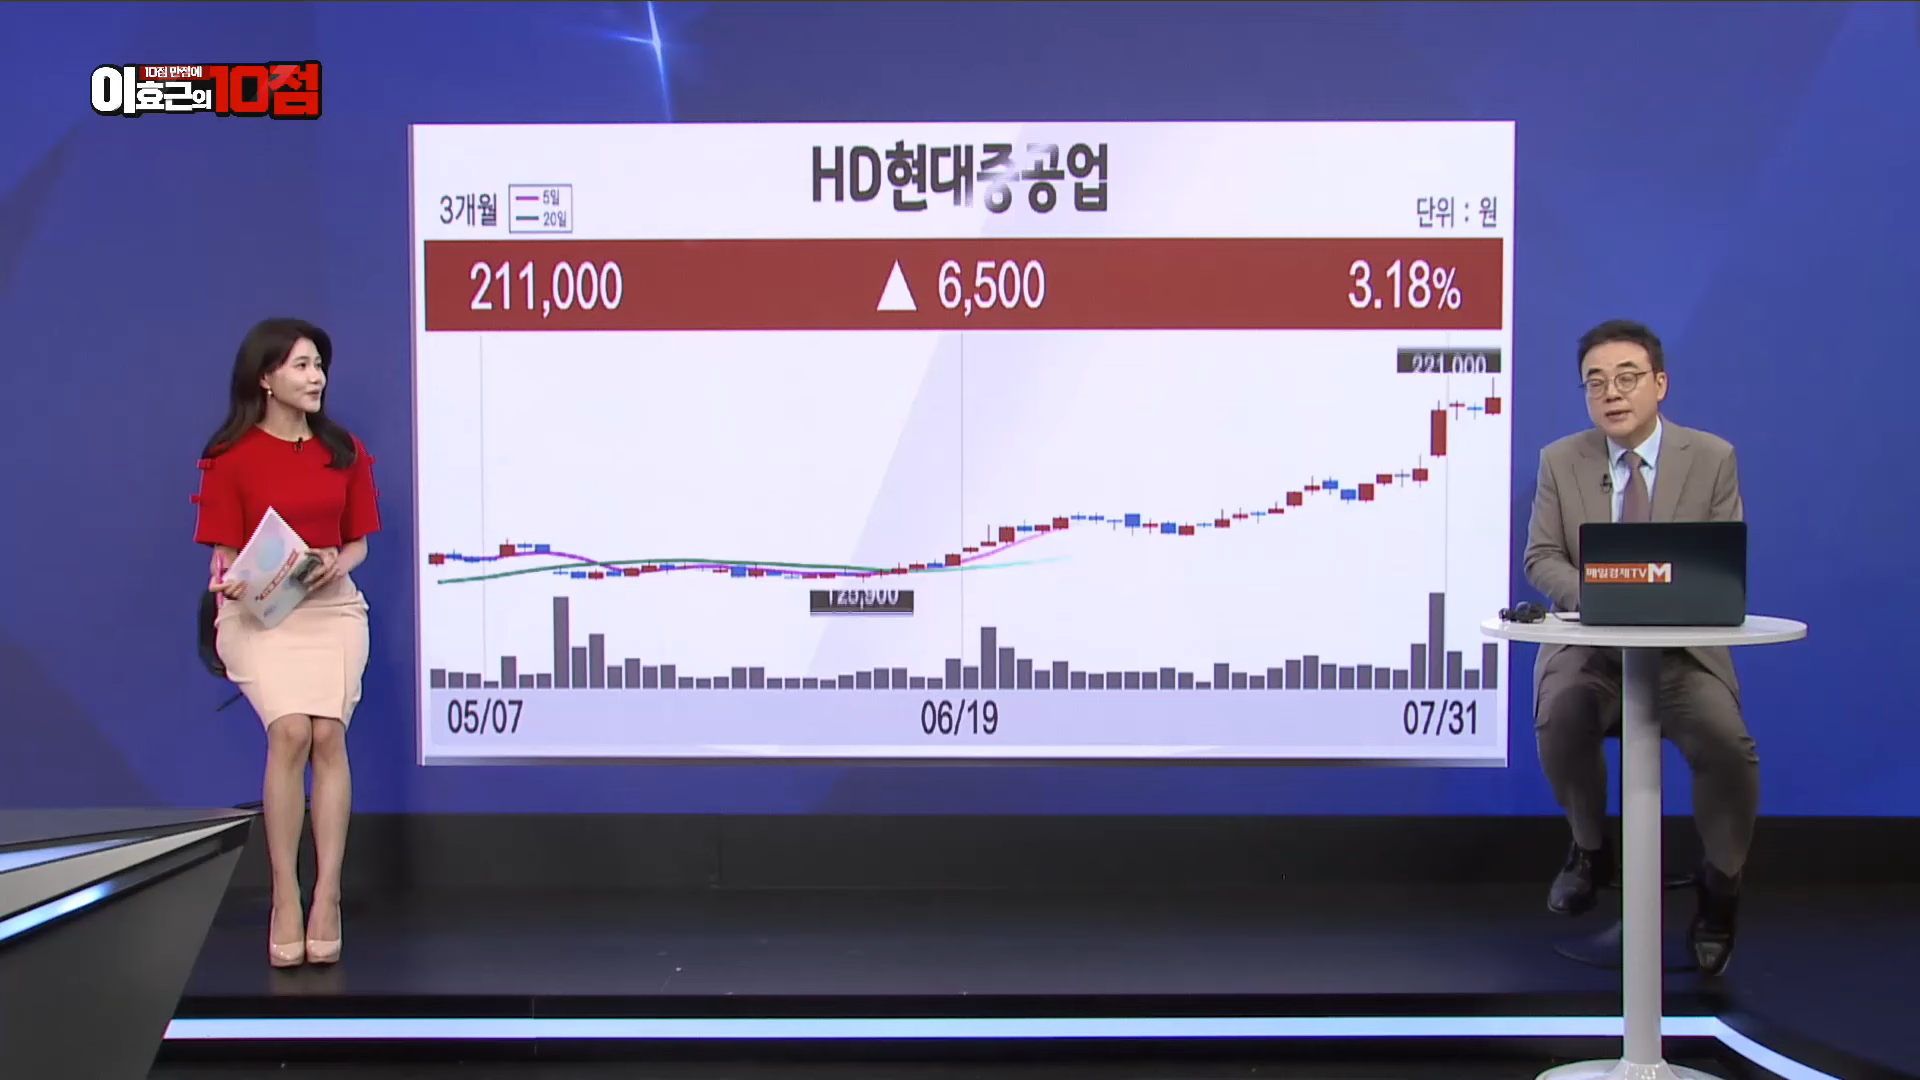 10점 만점에
이효근의10점
HD현대중공업
3개월
5일
20일
단위 : 원
211,000 ▲ 6,500 3.18%
221,000
05/07 06/19 07/31
매일경제TV M